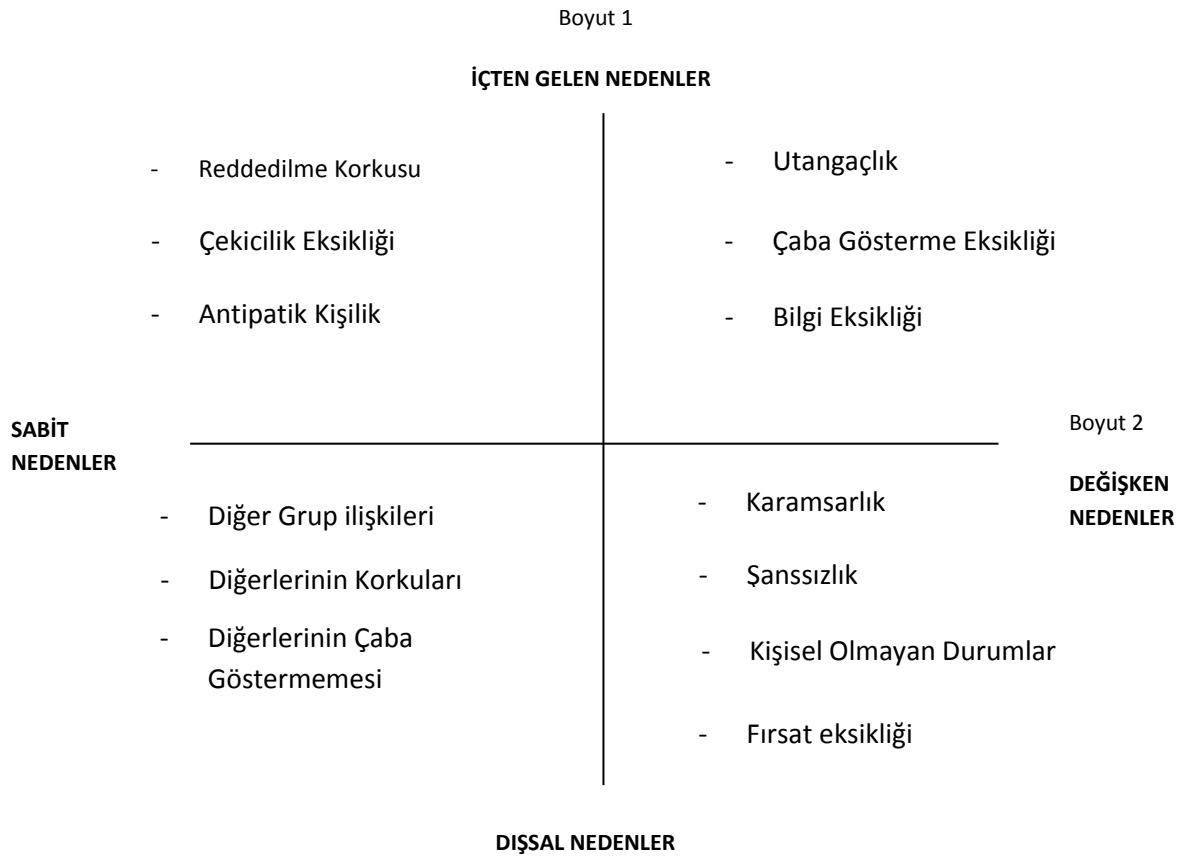 Boyut 1
İÇTEN GELEN NEDENLER
- Reddedilme Korkusu
- Çekicilik Eksikliği
- Antipatik Kişilik
- Utangaçlık
- Çaba Gösterme Eksikliği
- Bilgi Eksikliği
SABİT
NEDENLER
Boyut 2
DEĞİŞKEN
NEDENLER
- Diğer Grup ilişkileri
- Diğerlerinin Korkuları
- Diğerlerinin Çaba
Göstermemesi
- Karamsarlık
- Şanssızlık
- Kişisel Olmayan Durumlar
- Fırsat eksikliği
DIŞSAL NEDENLER